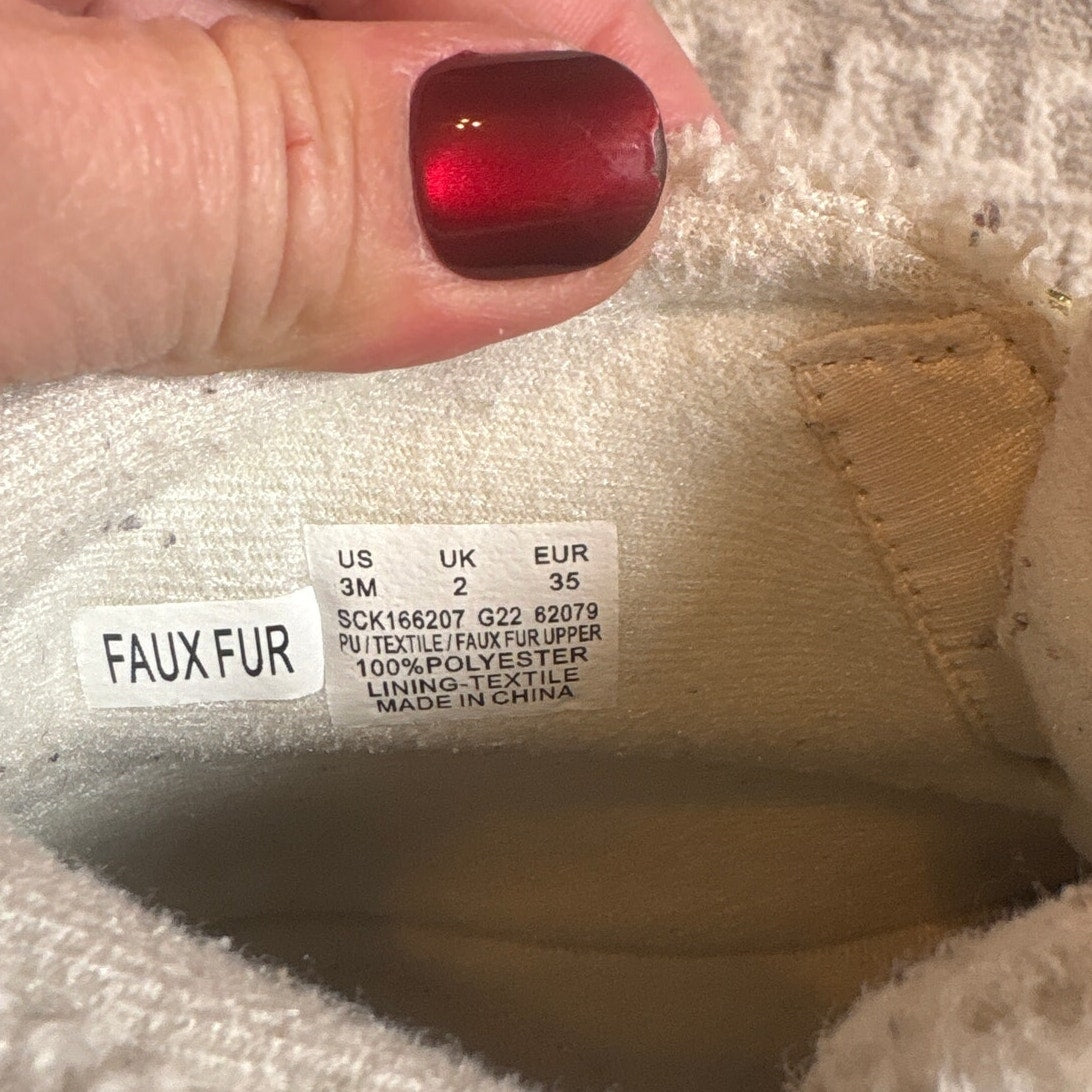 US UK EUR
3M 2 35
SCK166207 G22 62079
PU/TEXTILE/FAUX FUR UPPER
100%POLYESTER
LINING-TEXTILE
MADE IN CHINA
FAUX FUR